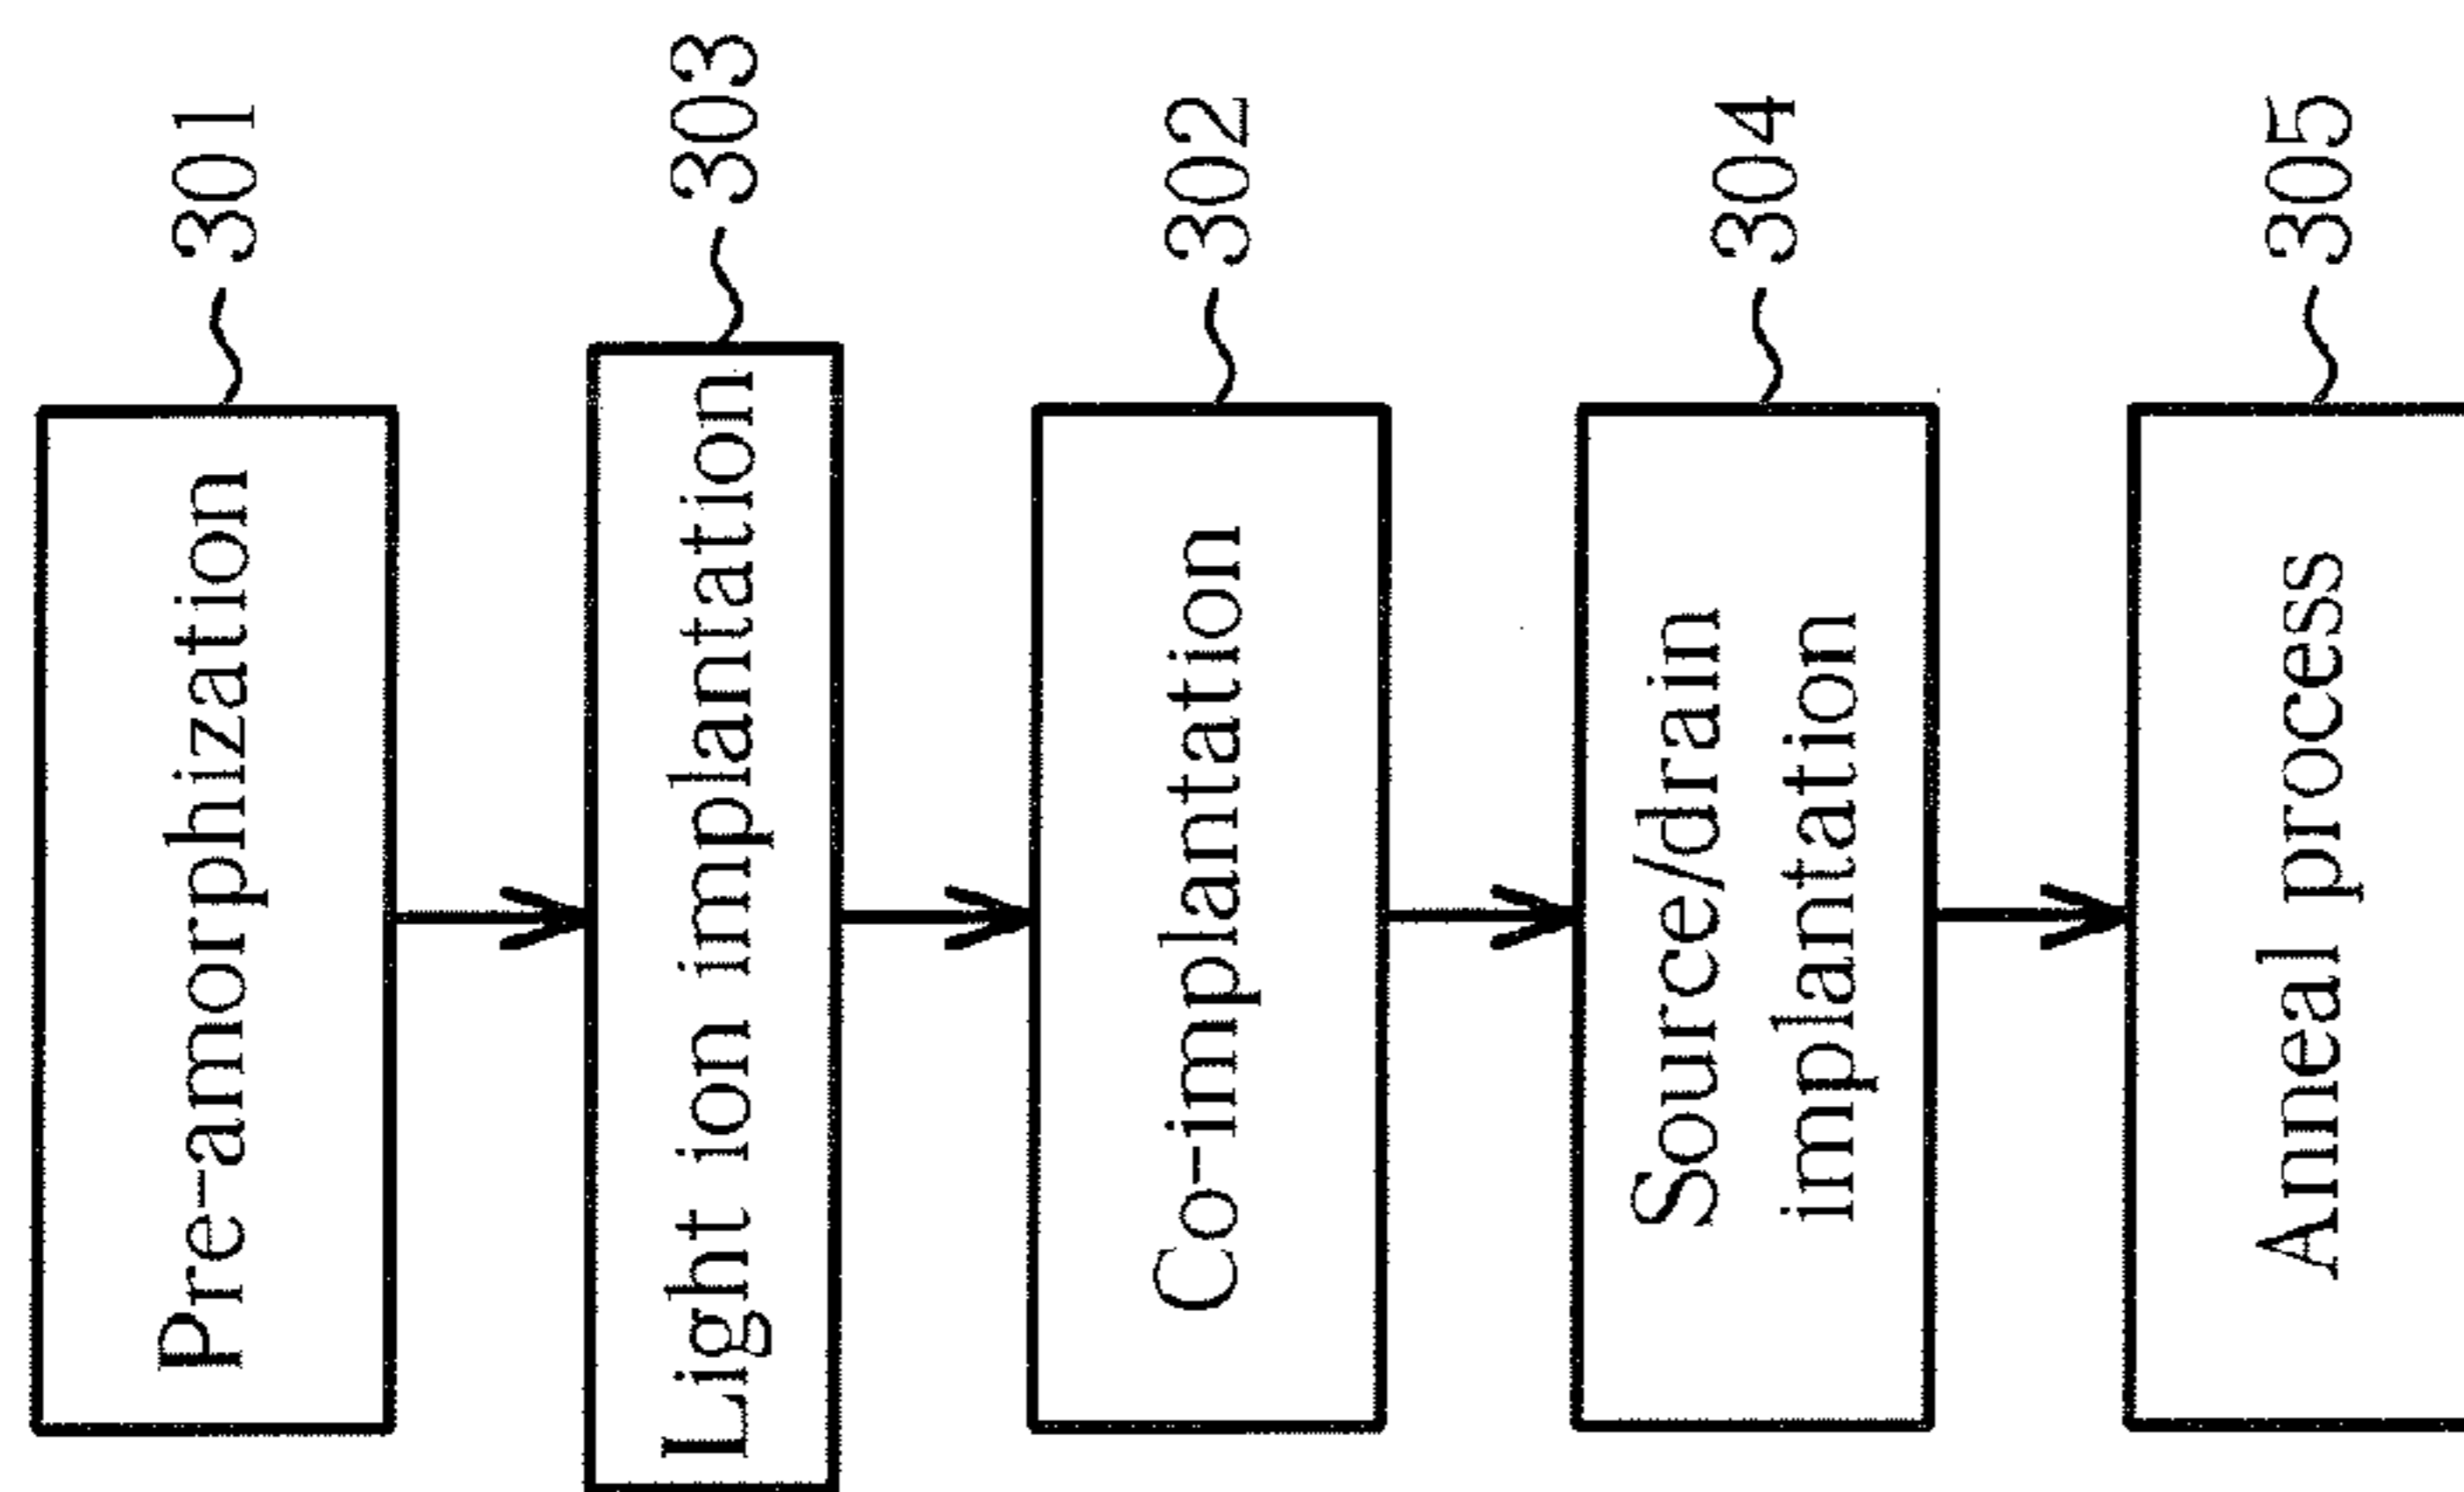 Pre-amorphization
301
Light ion implantation
303
Co-implantation
302
Source/drain
implantation
304
Anneal process
305